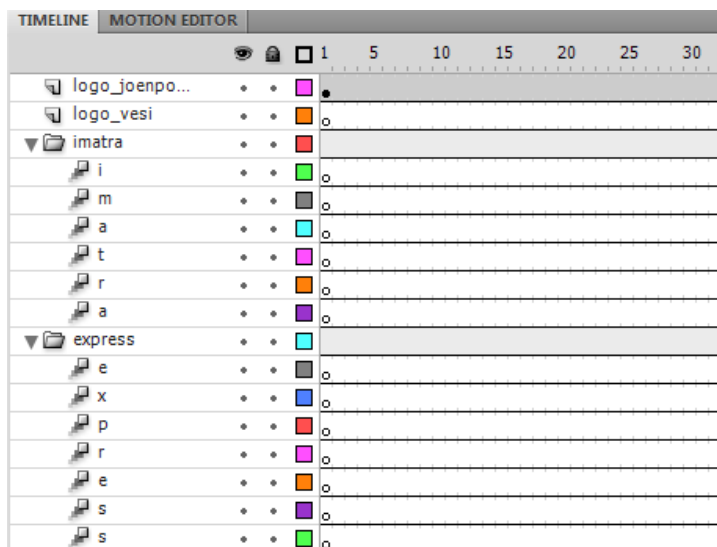 TIMELINE MOTION EDITOR
1 5 10 15 20 25 30
logo_joenpo...
logo_vesi
imatra
i
m
a
t
r
a
express
e
x
p
r
e
s
s